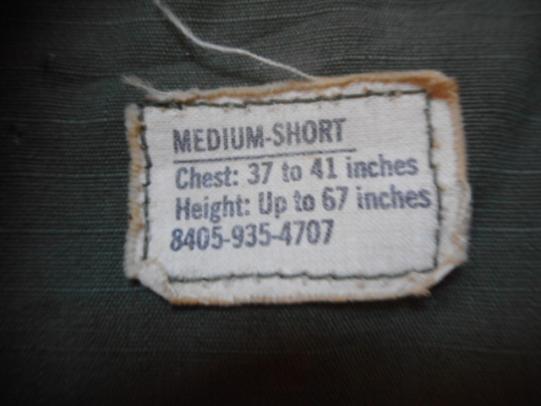 MEDIUM-SHORT
Chest: 37 to 41 inches
Height: Up to 67 inches
8405-935-4707